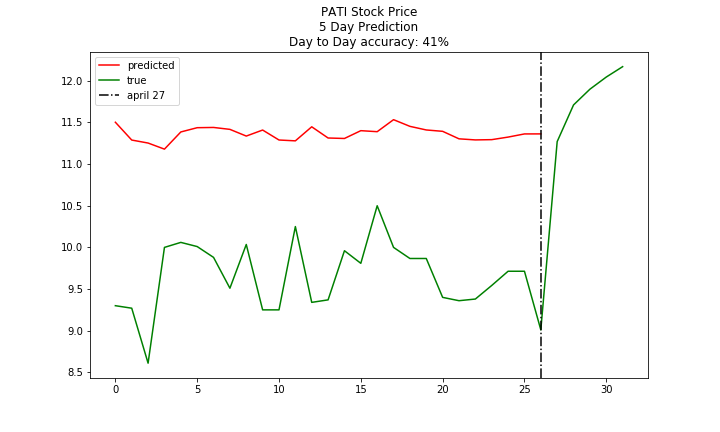 PATI Stock Price
5 Day Prediction
Day to Day accuracy: 41%
predicted
true
april 27
12.0
11.5
11.0
10.5
10.0
9.5
9.0
8.5
0 5 10 15 20 25 30